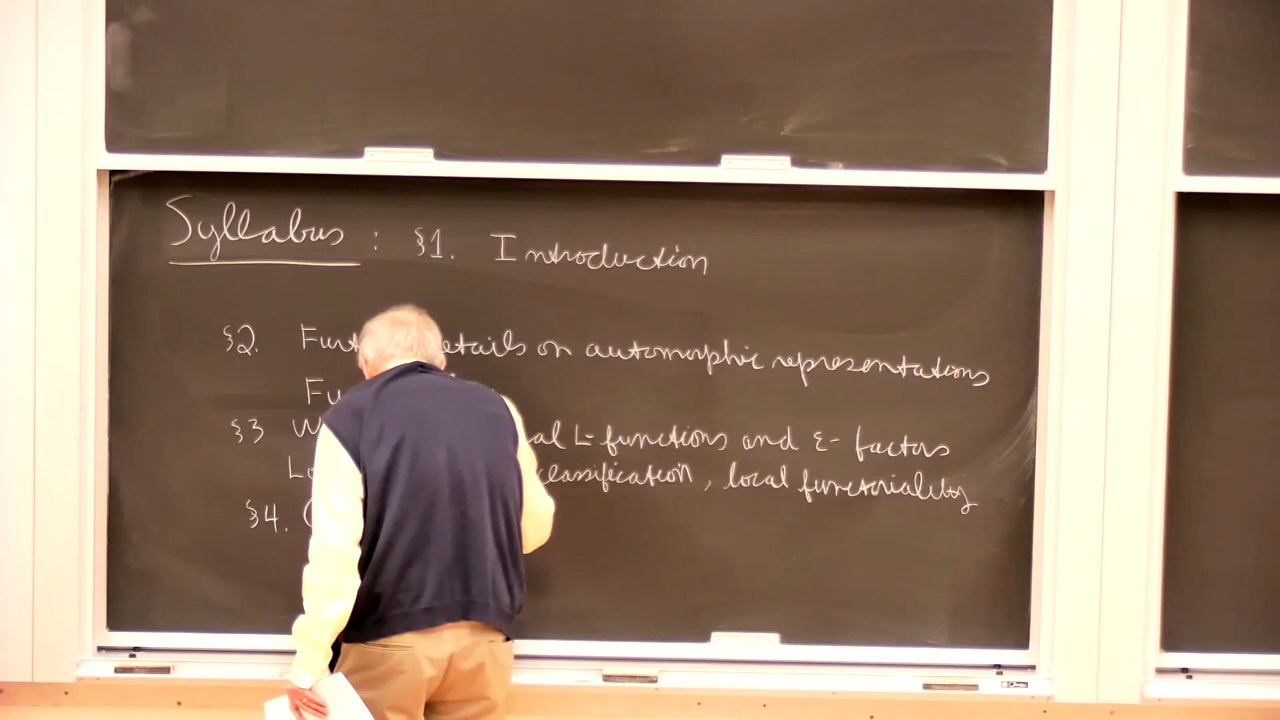 Syllabus : §1. Introduction
§2. Further details on automorphic representations
Fu
§3 W al L-functions and ε-factors
Lo classification, local functoriality
§4.